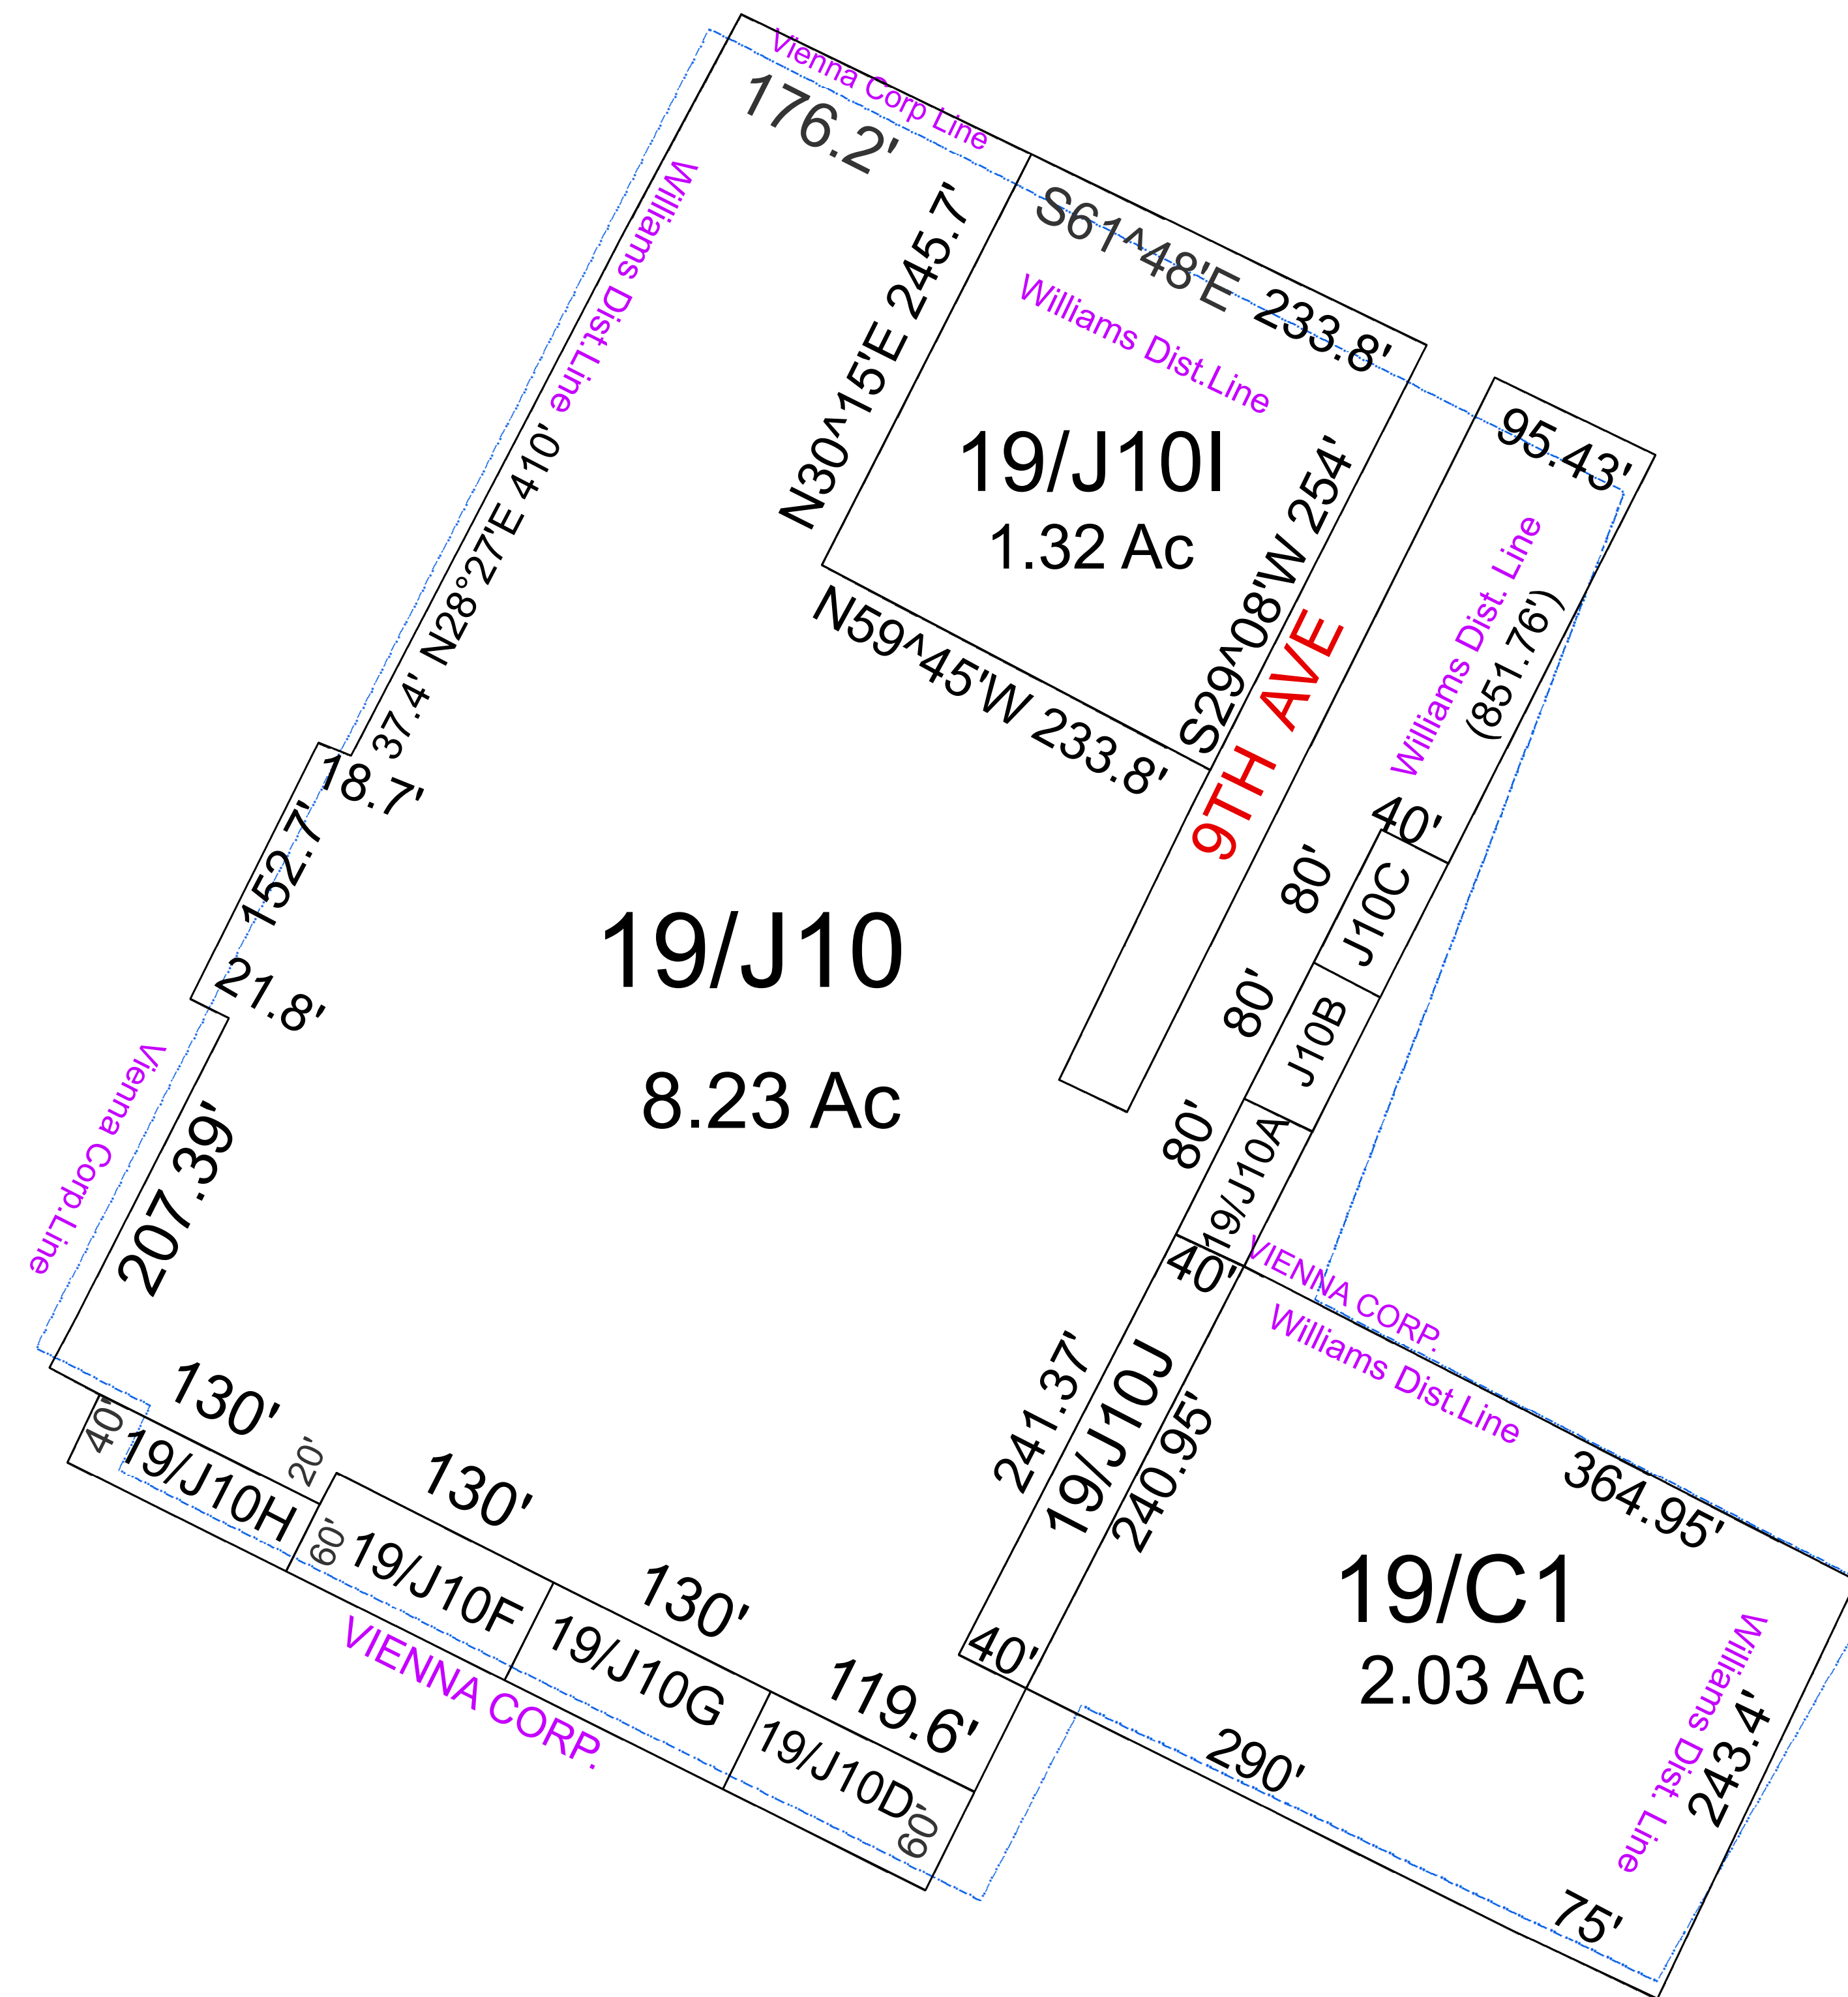 Vienna Corp Line
176.2'
Williams Dist.Line
N30^15'E 245.7'
S61^48'E 233.8'
Williams Dist.Line
19/J10I
1.32 Ac
95.43'
N28°27'E 410'
S29^08'W 254'
Williams Dist. Line
(851.76')
N59^45'W 233.8'
9TH AVE
37.4'
18.7'
152.7'
40'
80'
J10C
19/J10
8.23 Ac
21.8'
80'
J10B
Vienna Corp.Line
207.39'
80'
19/J10A
40'
VIENNA CORP.
Williams Dist.Line
241.37'
19/J10J
240.95'
364.95'
130'
40'
19/J10H
20'
130'
60'
19/J10F
130'
19/J10G
40'
19/C1
2.03 Ac
VIENNA CORP.
119.6'
19/J10D
60'
290'
Williams Dist. Line
243.4'
75'